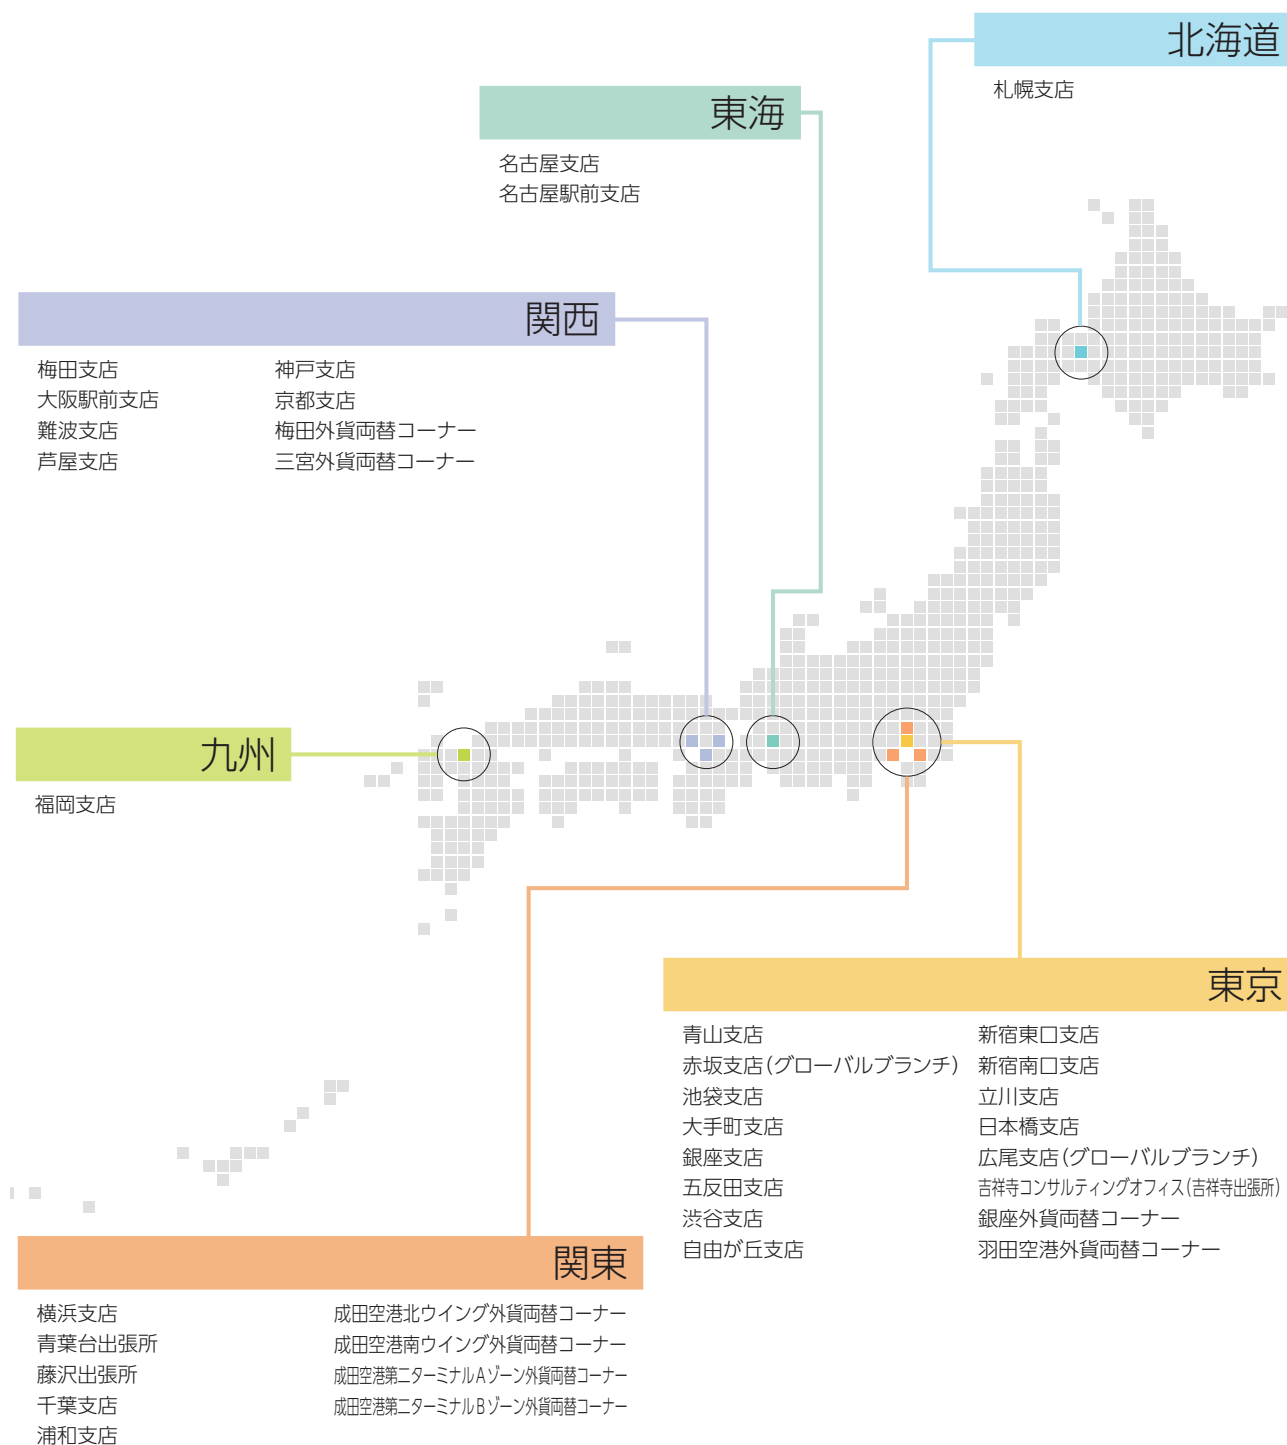 北海道
札幌支店
東海
名古屋支店
名古屋駅前支店
関西
梅田支店
大阪駅前支店
難波支店
芦屋支店
神戸支店
京都支店
梅田外貨両替コーナー
三宮外貨両替コーナー
九州
福岡支店
東京
青山支店
赤坂支店(グローバルブランチ)
池袋支店
大手町支店
銀座支店
五反田支店
渋谷支店
自由が丘支店
新宿東口支店
新宿南口支店
立川支店
日本橋支店
広尾支店(グローバルブランチ)
吉祥寺コンサルティングオフィス(吉祥寺出張所)
銀座外貨両替コーナー
羽田空港外貨両替コーナー
関東
横浜支店
青葉台出張所
藤沢出張所
千葉支店
浦和支店
成田空港北ウイング外貨両替コーナー
成田空港南ウイング外貨両替コーナー
成田空港第二ターミナルAゾーン外貨両替コーナー
成田空港第二ターミナルBゾーン外貨両替コーナー